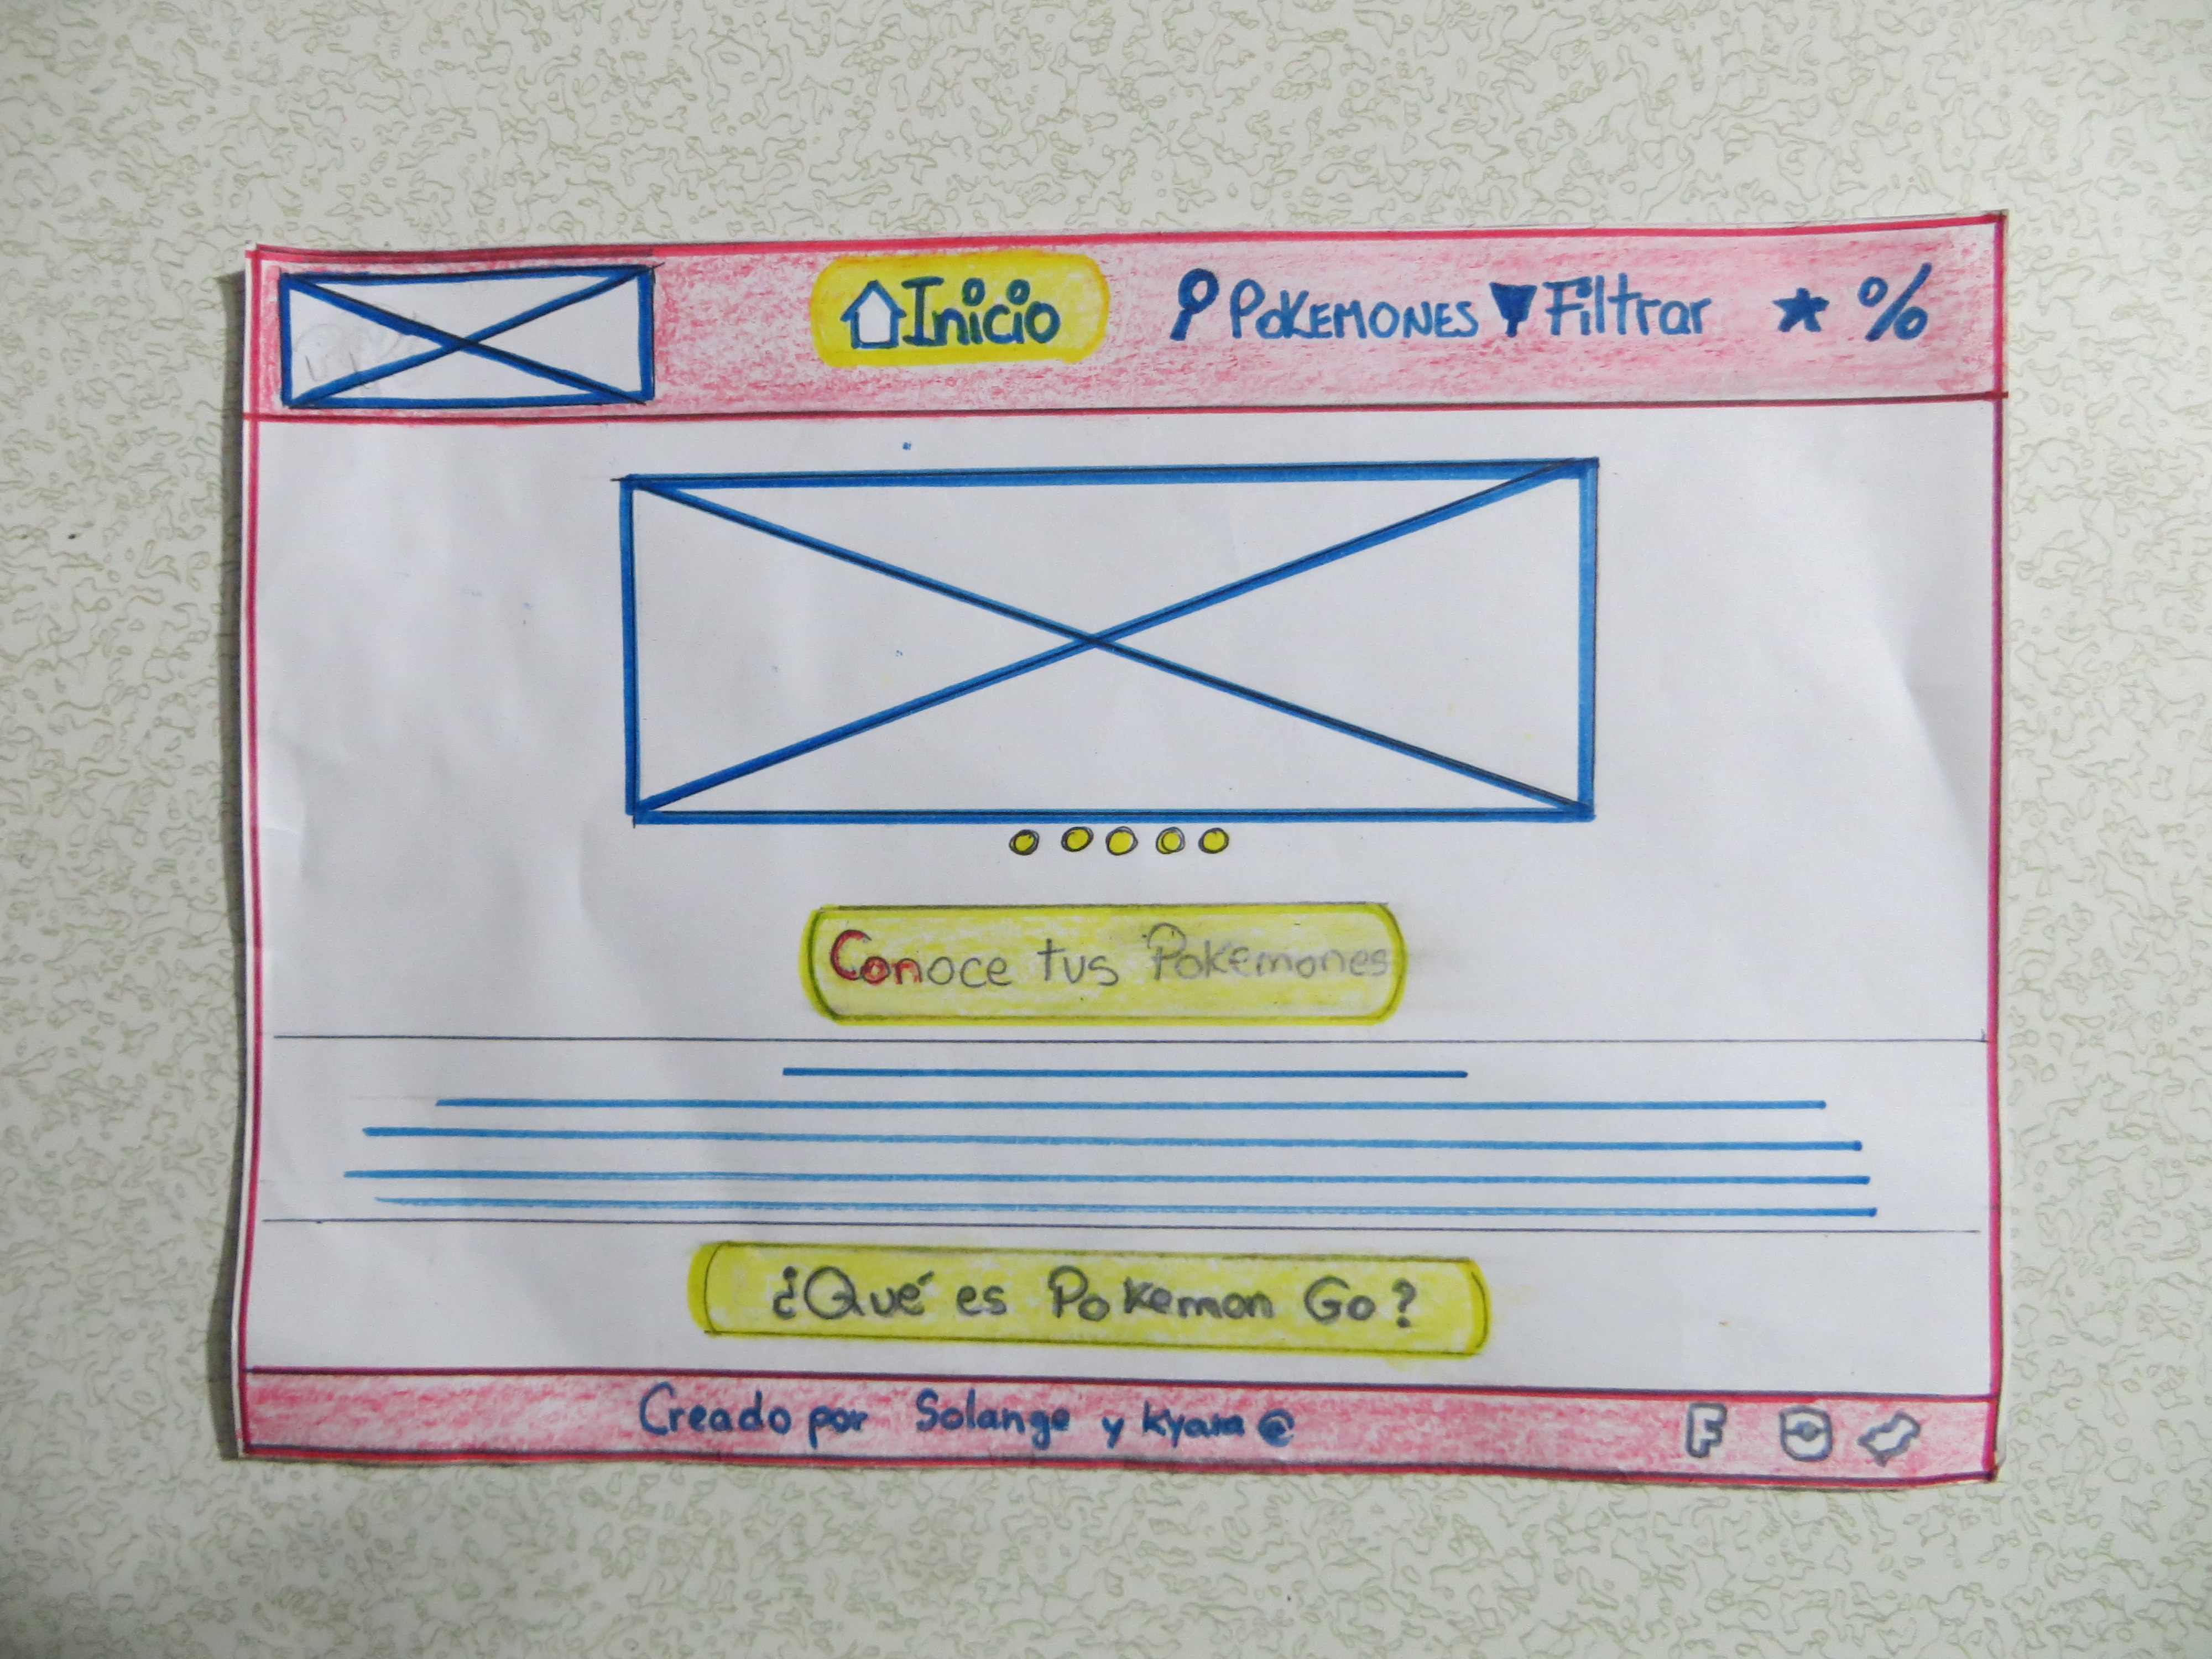 Inicio POKEMONES Filtrar %
Conoce tus Pokemones
¿Qué es Pokemon Go?
Creado por Solange y Kyara @
F